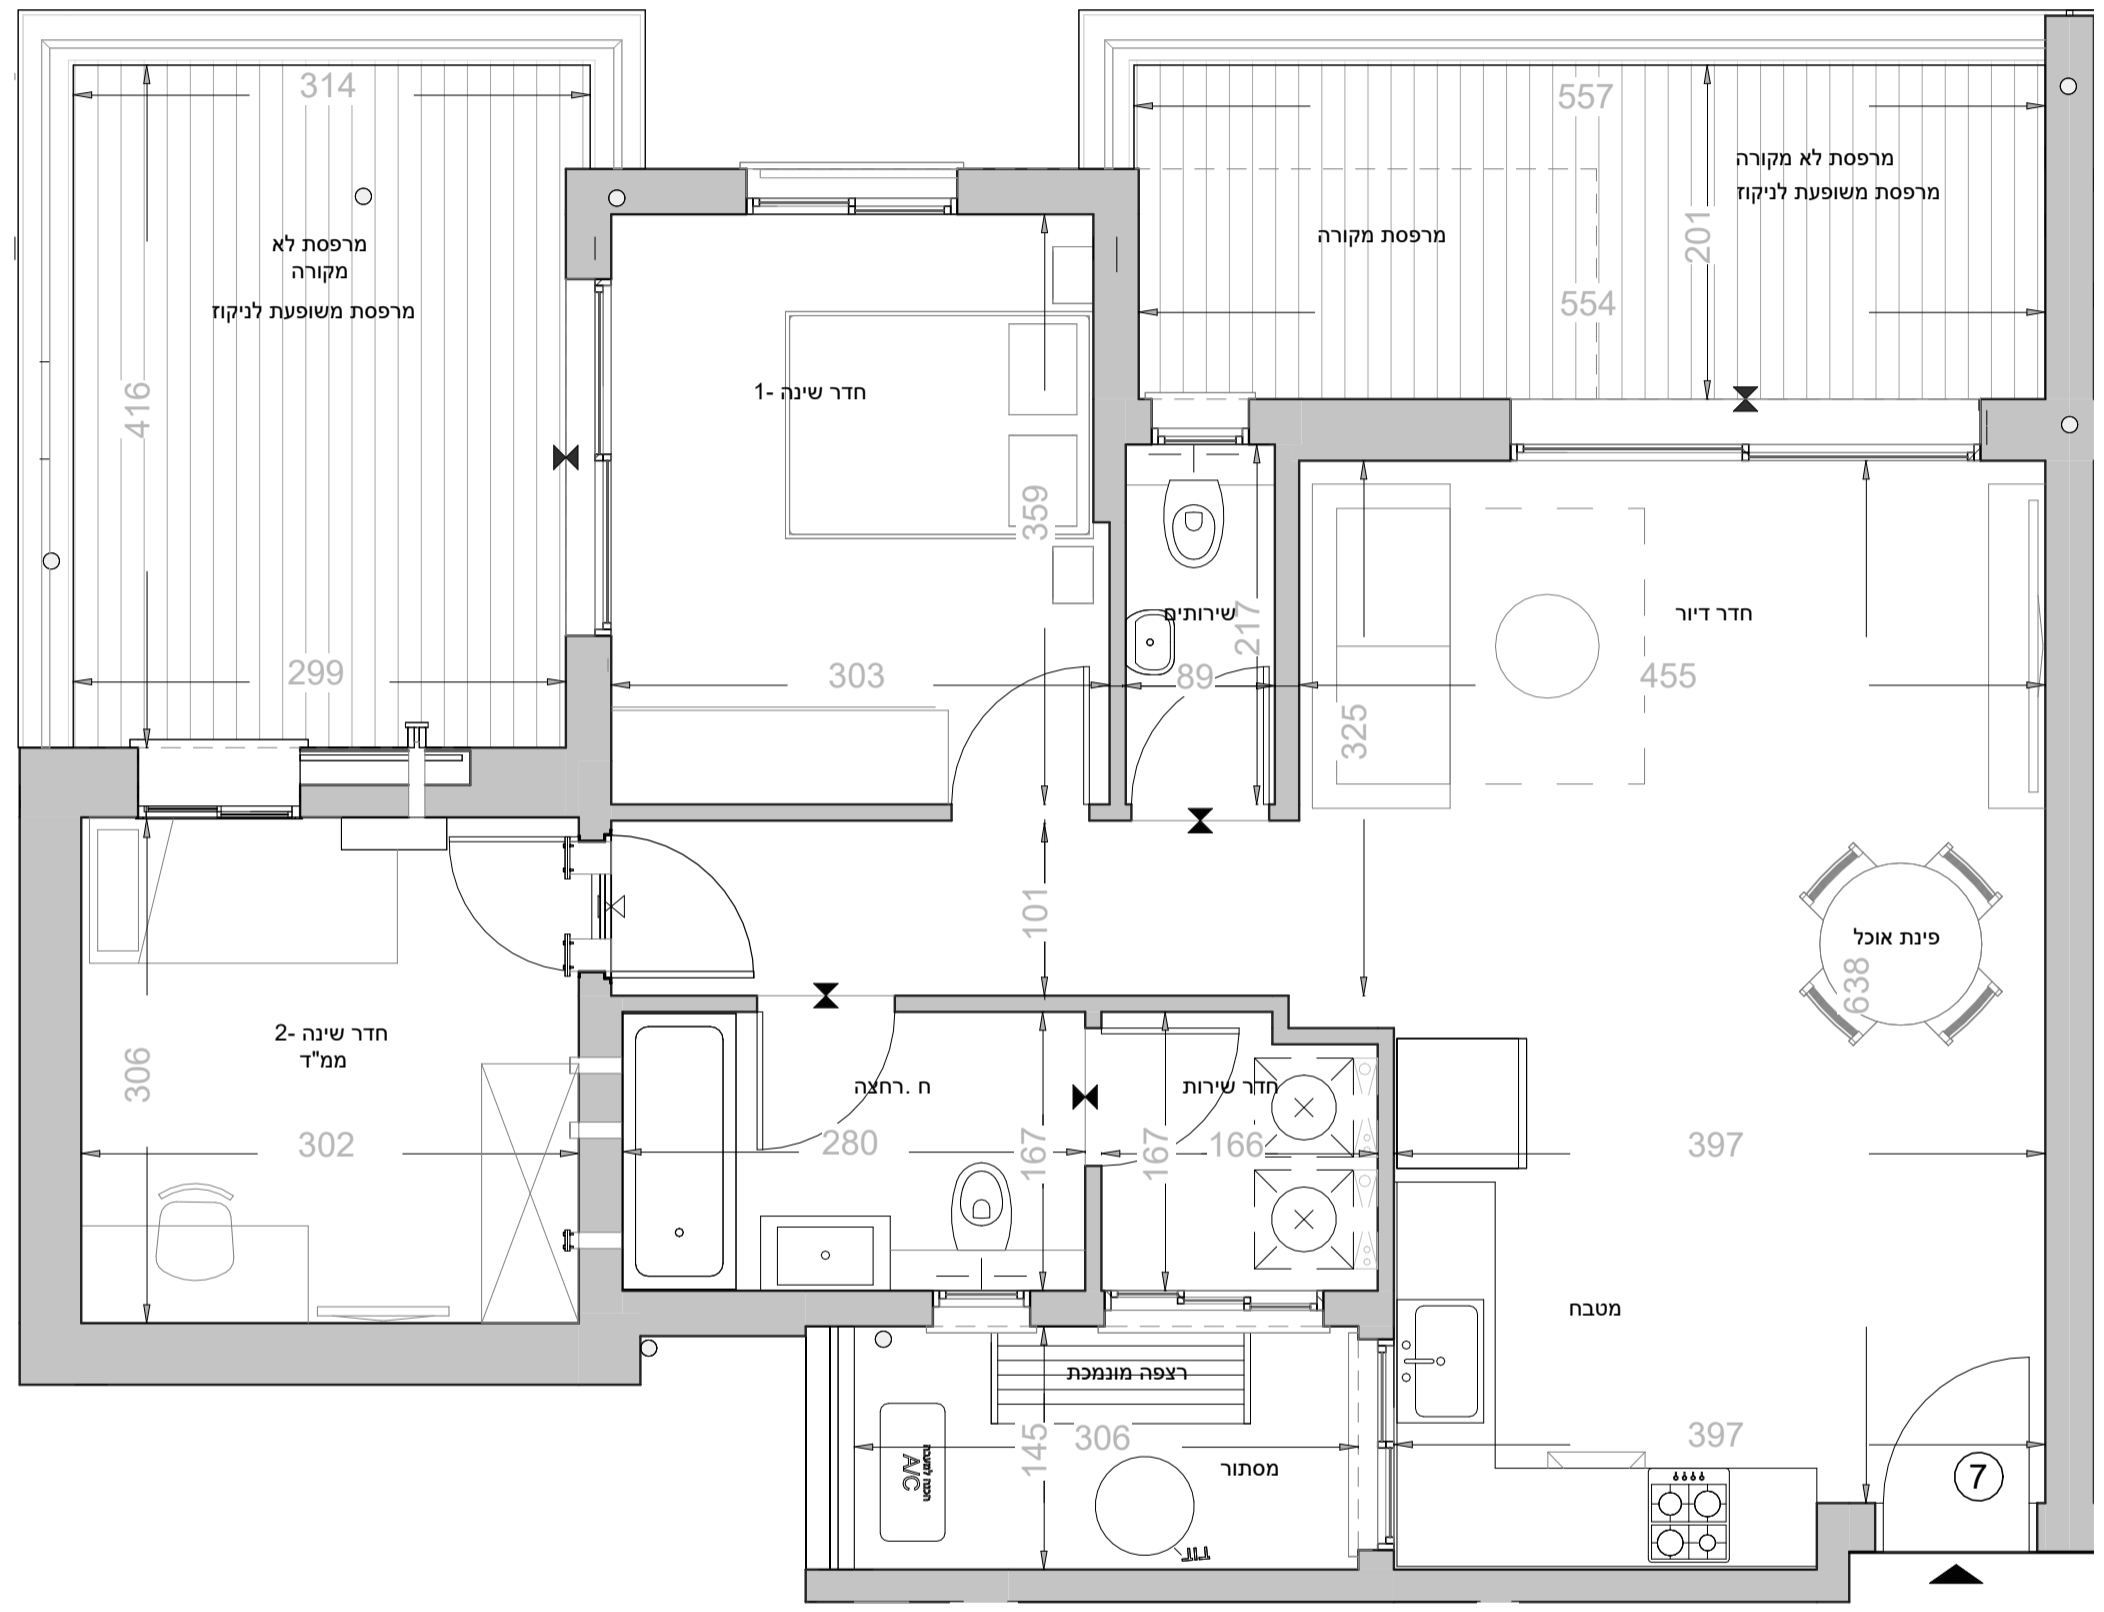 314
557
מרפסת לא מקורה
מרפסת משופעת לניקוז
מרפסת מקורה
201
554
מרפסת לא
מקורה
מרפסת משופעת לניקוז
416
299
חדר שינה -1
359
303
שירותים
217
89
חדר דיור
455
325
101
פינת אוכל
638
חדר שינה -2
ממ"ד
306
302
ח .רחצה
280
167
חדר שירות
167
166
397
מטבח
רצפה מונמכת
145
306
מסתור
הכנה למעבה
A/C
דוד
397
7